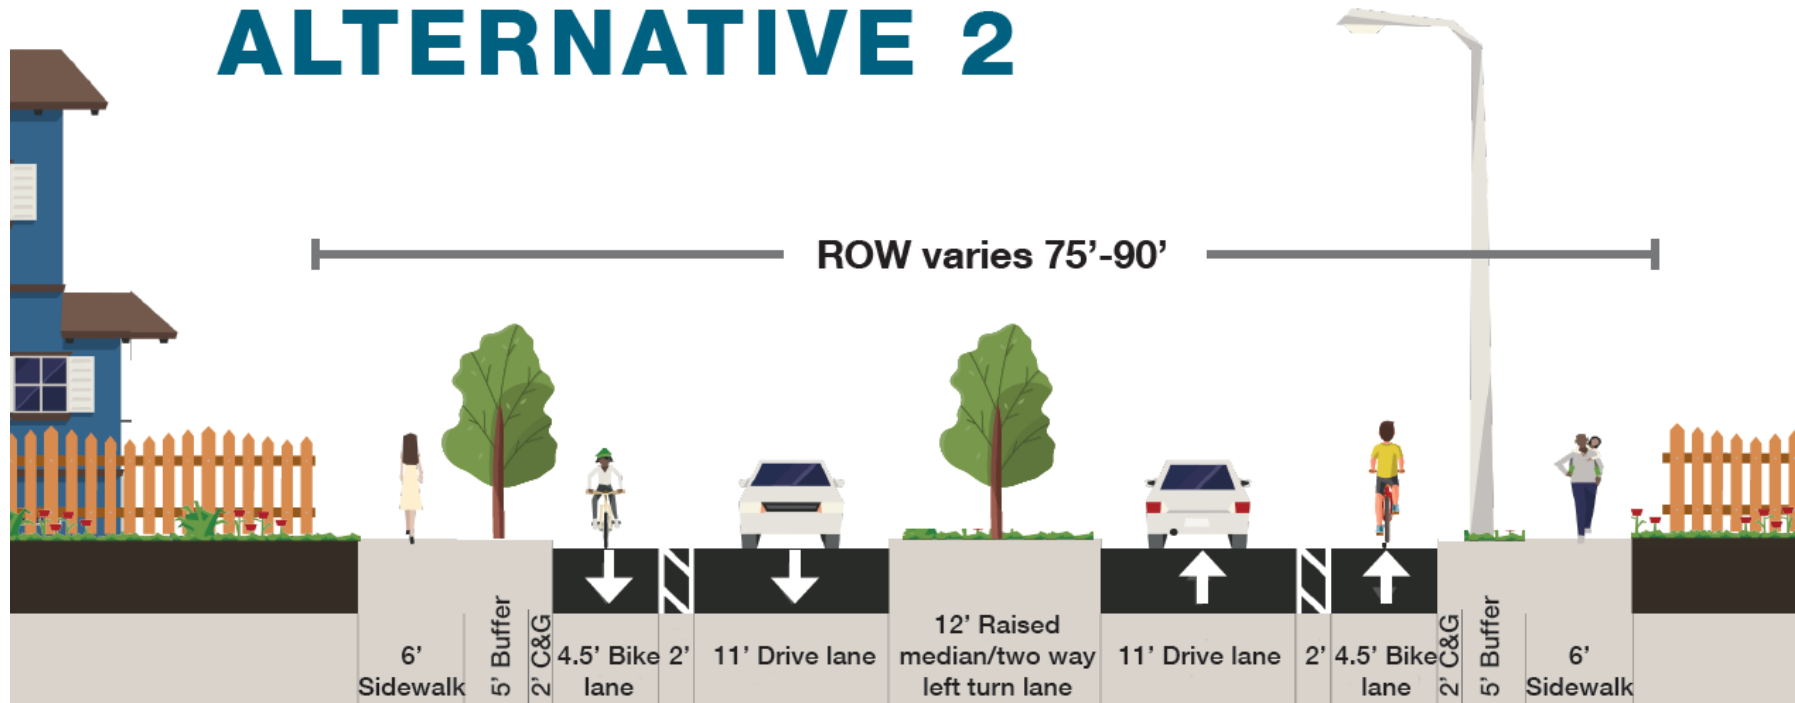 ALTERNATIVE 2
ROW varies 75’-90’
6’
Sidewalk
5’ Buffer
2’ C&G
4.5’ Bike
lane
2’
11’ Drive lane
12’ Raised
median/two way
left turn lane
11’ Drive lane
2’
4.5’ Bike
lane
2’ C&G
5’ Buffer
6’
Sidewalk